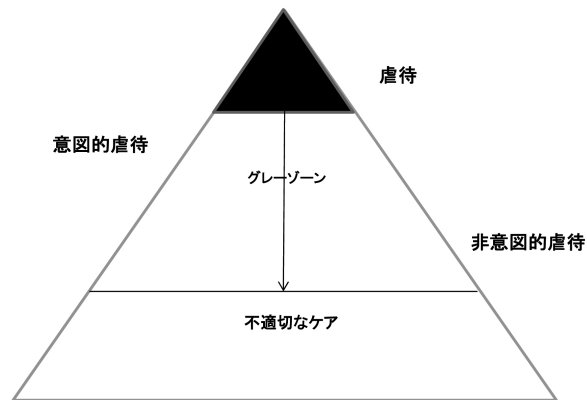 虐待
意図的虐待
グレーゾーン
非意図的虐待
不適切なケア